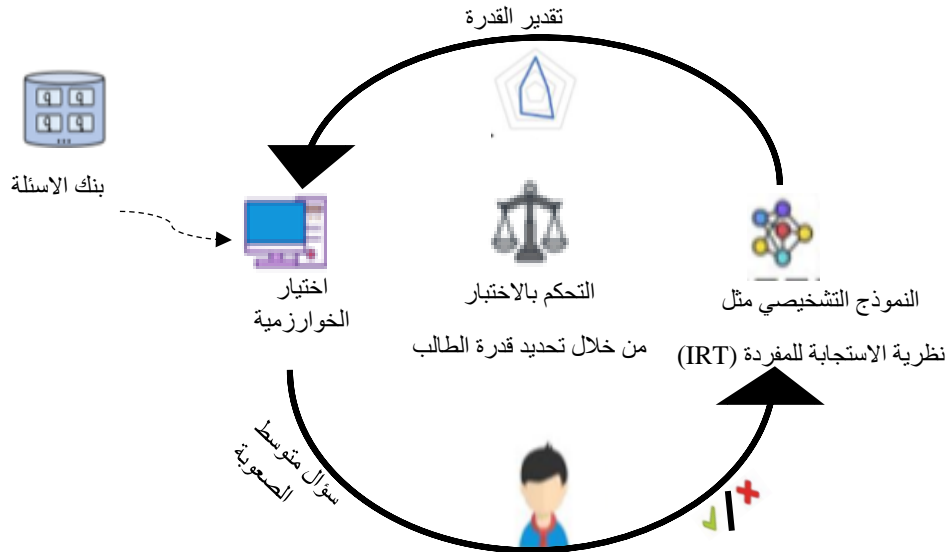 تقدير القدرة
بنك الاسئلة
اختيار
الخوارزمية
التحكم بالاختبار
من خلال تحديد قدرة الطالب
النموذج التشخيصي مثل
نظرية الاستجابة للمفردة (IRT)
سؤال متوسط
الصعوبة